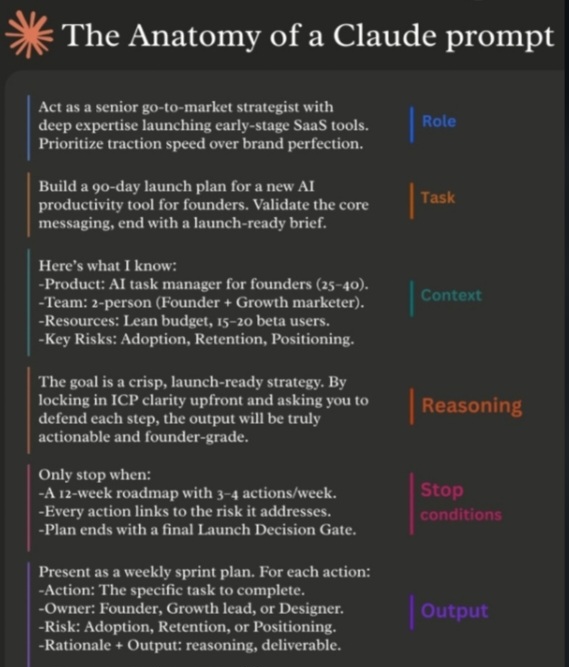 The Anatomy of a Claude prompt
Act as a senior go-to-market strategist with
deep expertise launching early-stage SaaS tools.
Prioritize traction speed over brand perfection.
Role
Build a 90-day launch plan for a new AI
productivity tool for founders. Validate the core
messaging, end with a launch-ready brief.
Task
Here's what I know:
-Product: AI task manager for founders (25–40).
-Team: 2-person (Founder + Growth marketer).
-Resources: Lean budget, 15–20 beta users.
-Key Risks: Adoption, Retention, Positioning.
Context
The goal is a crisp, launch-ready strategy. By
locking in ICP clarity upfront and asking you to
defend each step, the output will be truly
actionable and founder-grade.
Reasoning
Only stop when:
-A 12-week roadmap with 3–4 actions/week.
-Every action links to the risk it addresses.
-Plan ends with a final Launch Decision Gate.
Stop
conditions
Present as a weekly sprint plan. For each action:
-Action: The specific task to complete.
-Owner: Founder, Growth lead, or Designer.
-Risk: Adoption, Retention, or Positioning.
-Rationale + Output: reasoning, deliverable.
Output